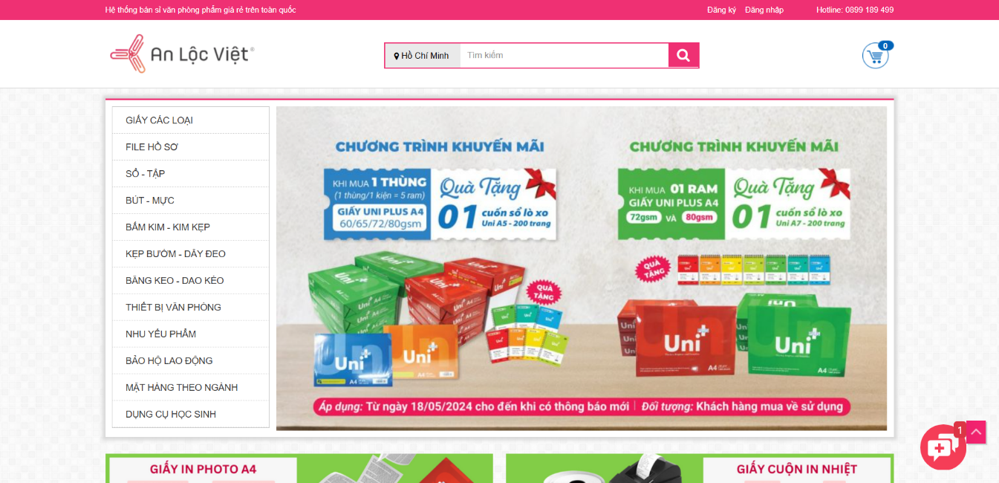 Hệ thống bán sỉ văn phòng phẩm giá rẻ trên toàn quốc
Đăng ký Đăng nhập Hotline: 0899 189 499
An Lộc Việt®
Hồ Chí Minh Tìm kiếm
0
GIẤY CÁC LOẠI
FILE HỒ SƠ
SỔ - TẬP
BÚT - MỰC
BẤM KIM - KIM KẸP
KẸP BƯỚM - DÂY ĐEO
BĂNG KEO - DAO KÉO
THIẾT BỊ VĂN PHÒNG
NHU YẾU PHẨM
BẢO HỘ LAO ĐỘNG
MẶT HÀNG THEO NGÀNH
DỤNG CỤ HỌC SINH
CHƯƠNG TRÌNH KHUYẾN MÃI
KHI MUA 1 THÙNG
(1 thùng/1 kiện = 5 ram)
GIẤY UNI PLUS A4
60/65/72/80gsm
Quà Tặng
01 cuốn sổ lò xo
Uni A5 - 200 trang
QUÀ TẶNG
Uni
Uni
Uni
Uni
A4
Uni
A4
CHƯƠNG TRÌNH KHUYẾN MÃI
KHI MUA 01 RAM
GIẤY UNI PLUS A4
72gsm VÀ 80gsm
Quà Tặng
01 cuốn sổ lò xo
Uni A7 - 200 trang
QUÀ TẶNG
Uni
Uni
Uni
A4
Uni
A4
Áp dụng: Từ ngày 18/05/2024 cho đến khi có thông báo mới | Đối tượng: Khách hàng mua về sử dụng
1
GIẤY IN PHOTO A4
GIẤY CUỘN IN NHIỆT